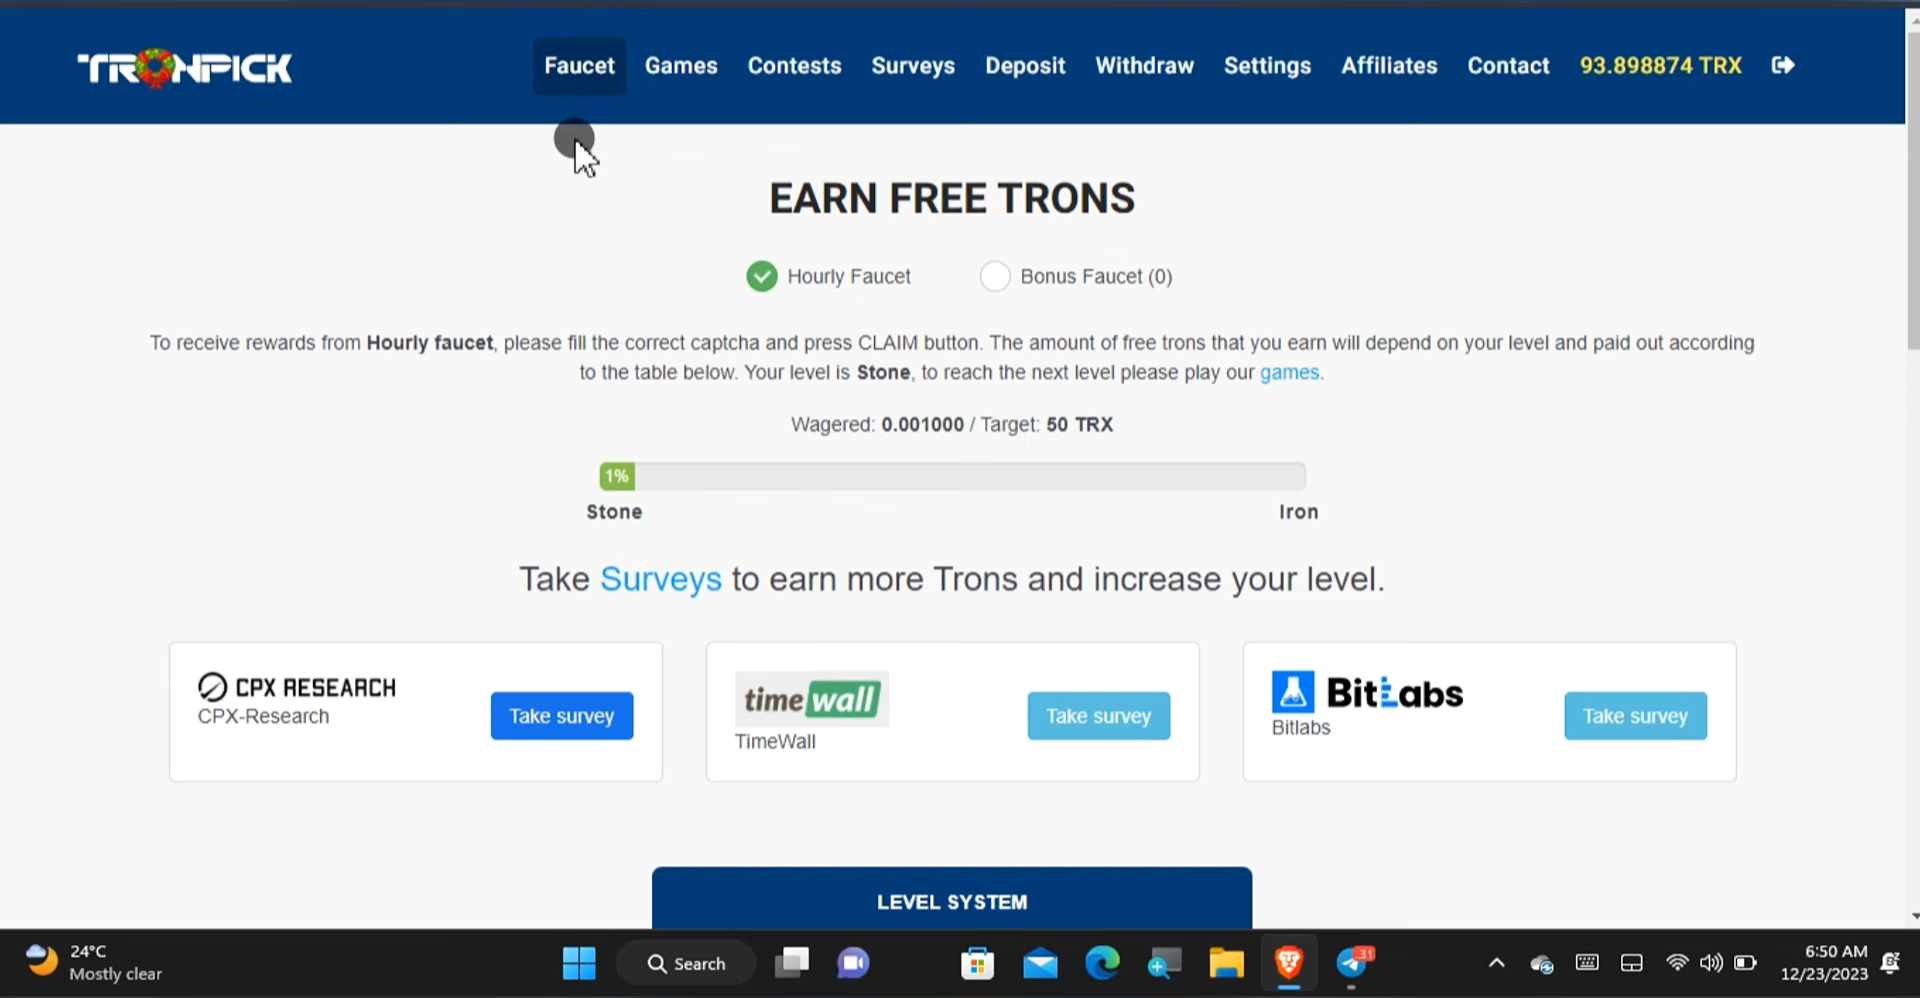 TRONPICK
Faucet Games Contests Surveys Deposit Withdraw Settings Affiliates Contact 93.898874 TRX
EARN FREE TRONS
Hourly Faucet Bonus Faucet (0)
To receive rewards from Hourly faucet, please fill the correct captcha and press CLAIM button. The amount of free trons that you earn will depend on your level and paid out according
to the table below. Your level is Stone, to reach the next level please play our games.
Wagered: 0.001000 / Target: 50 TRX
1%
Stone Iron
Take Surveys to earn more Trons and increase your level.
CPX RESEARCH
CPX-Research
Take survey
timewall
TimeWall
Take survey
BitLabs
Bitlabs
Take survey
LEVEL SYSTEM
24°C
Mostly clear
Search
31
6:50 AM
12/23/2023